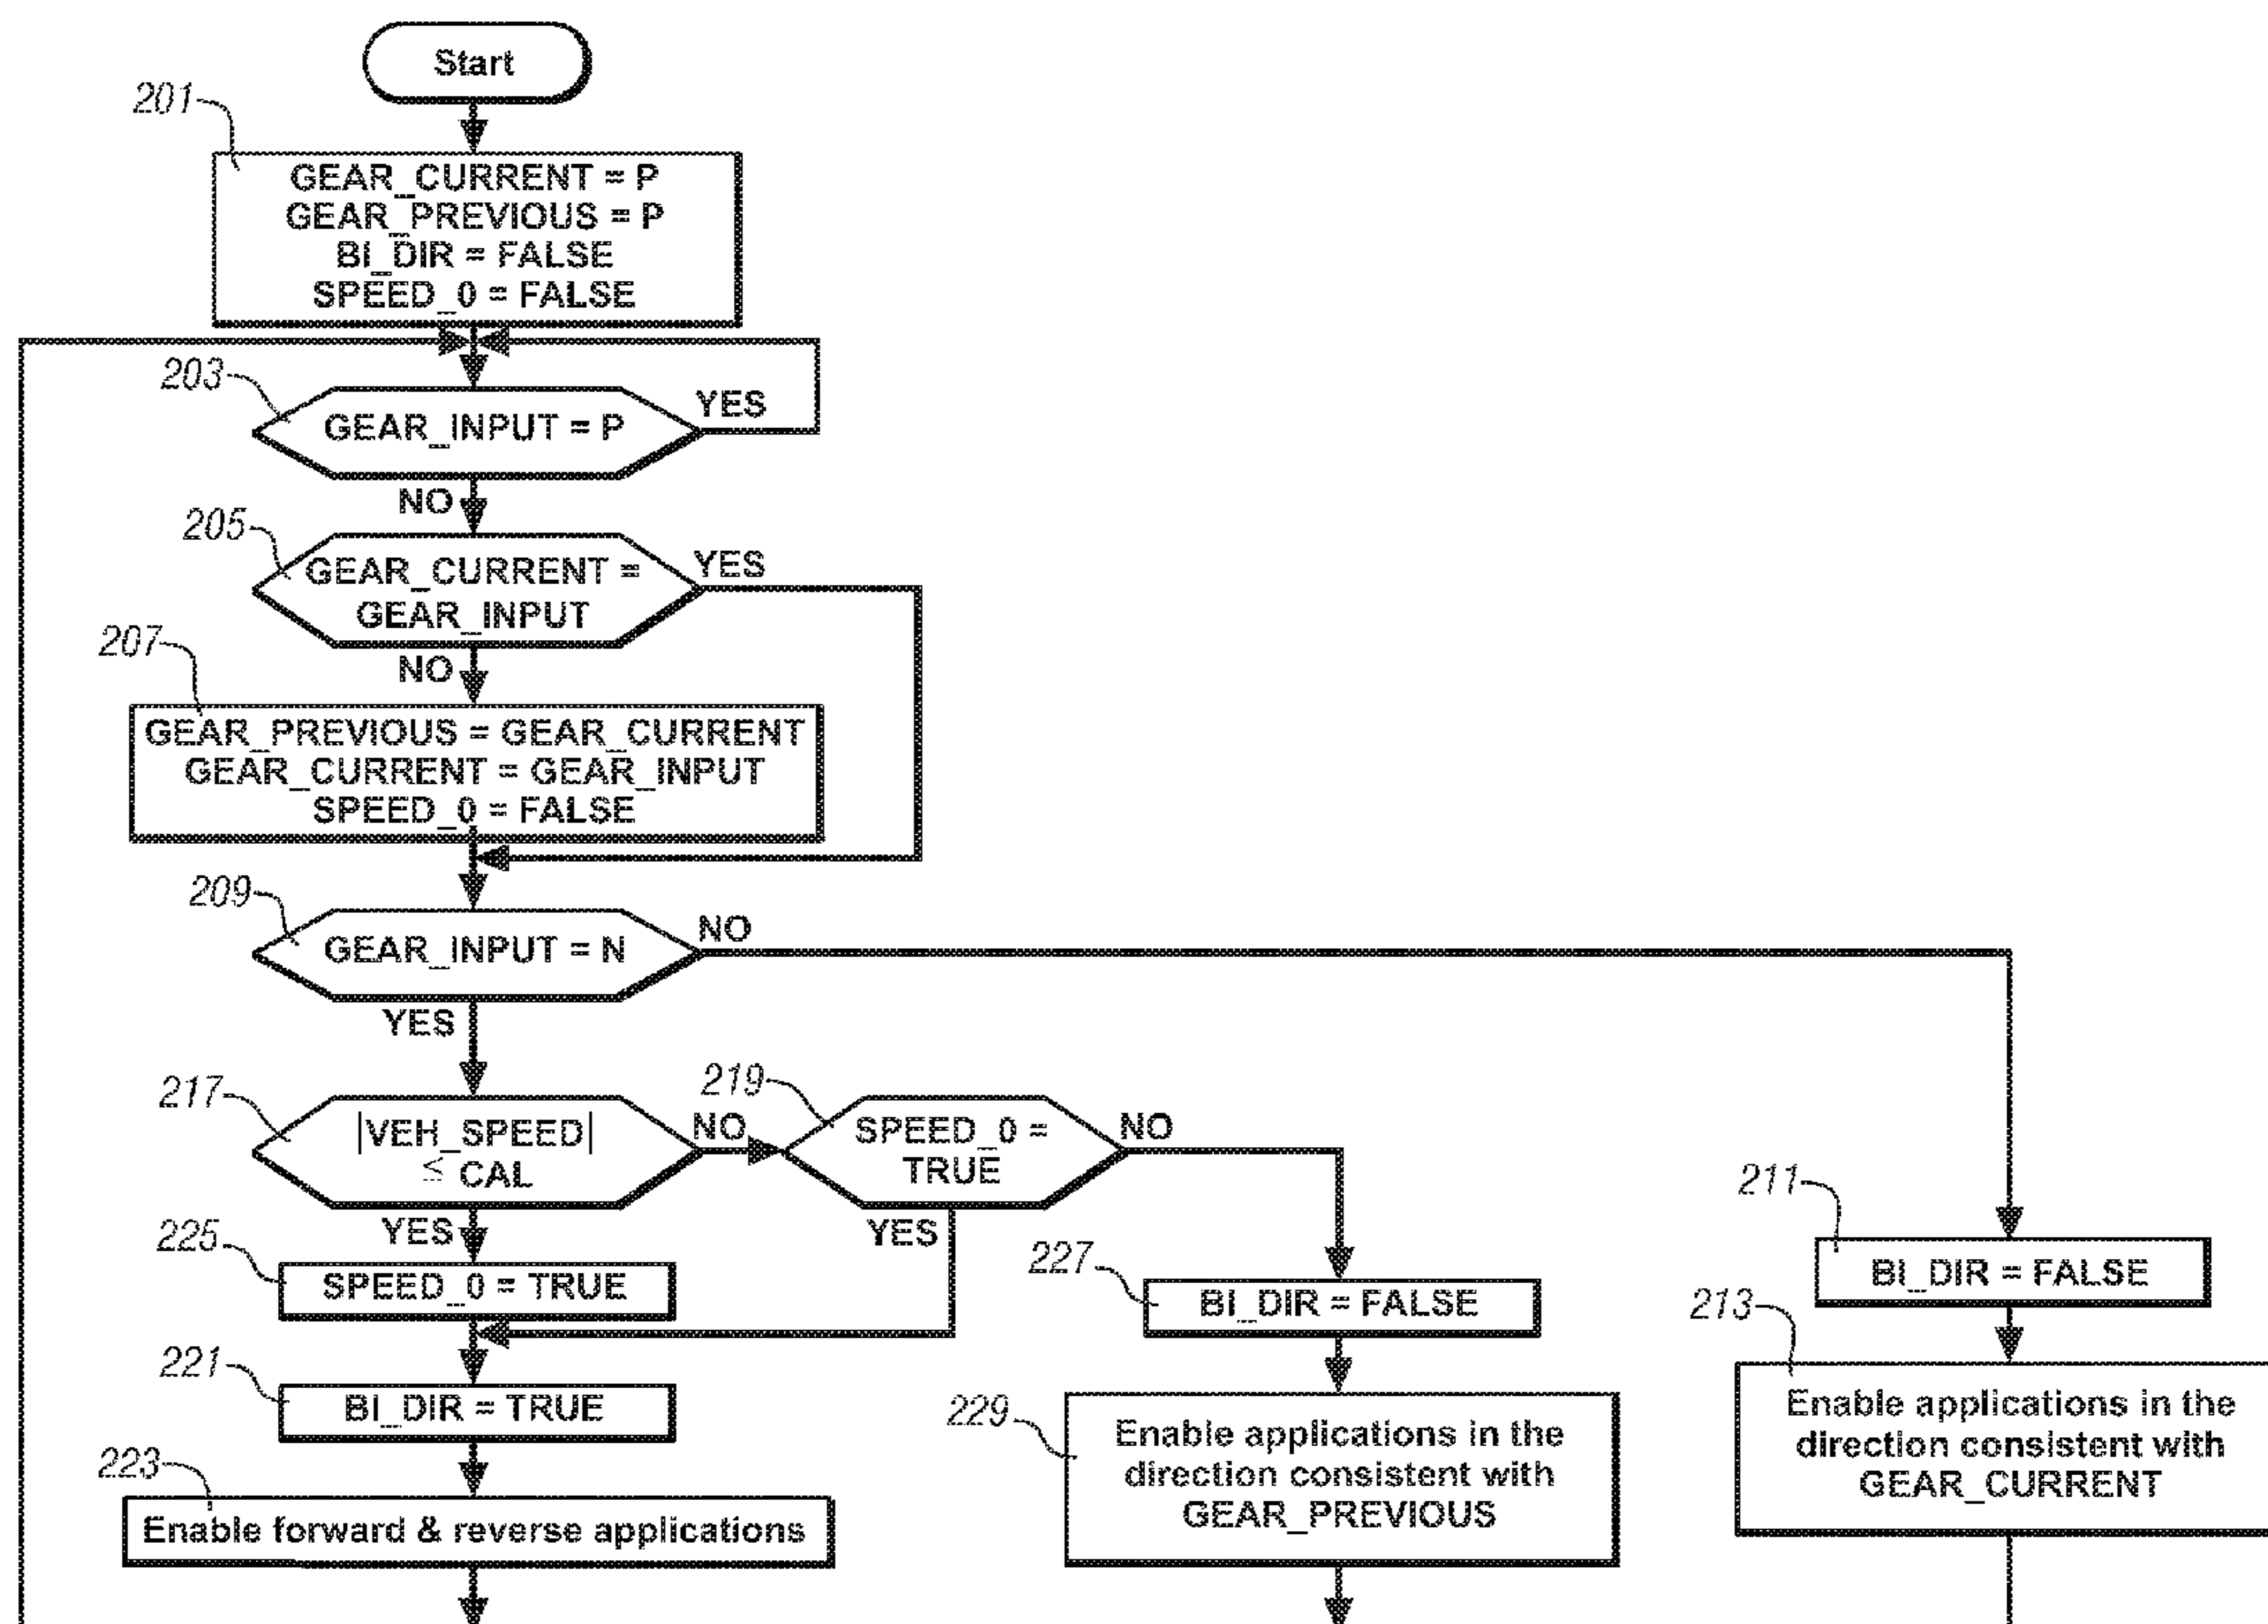 Start
201
GEAR_CURRENT = P
GEAR_PREVIOUS = P
BI_DIR = FALSE
SPEED_0 = FALSE
203
GEAR_INPUT = P
YES
NO
205
GEAR_CURRENT =
GEAR_INPUT
YES
NO
207
GEAR_PREVIOUS = GEAR_CURRENT
GEAR_CURRENT = GEAR_INPUT
SPEED_0 = FALSE
209
GEAR_INPUT = N
NO
YES
217
|VEH_SPEED|
≤ CAL
NO
YES
219
SPEED_0 =
TRUE
NO
YES
225
SPEED_0 = TRUE
227
BI_DIR = FALSE
211
BI_DIR = FALSE
221
BI_DIR = TRUE
229
Enable applications in the
direction consistent with
GEAR_PREVIOUS
213
Enable applications in the
direction consistent with
GEAR_CURRENT
223
Enable forward & reverse applications